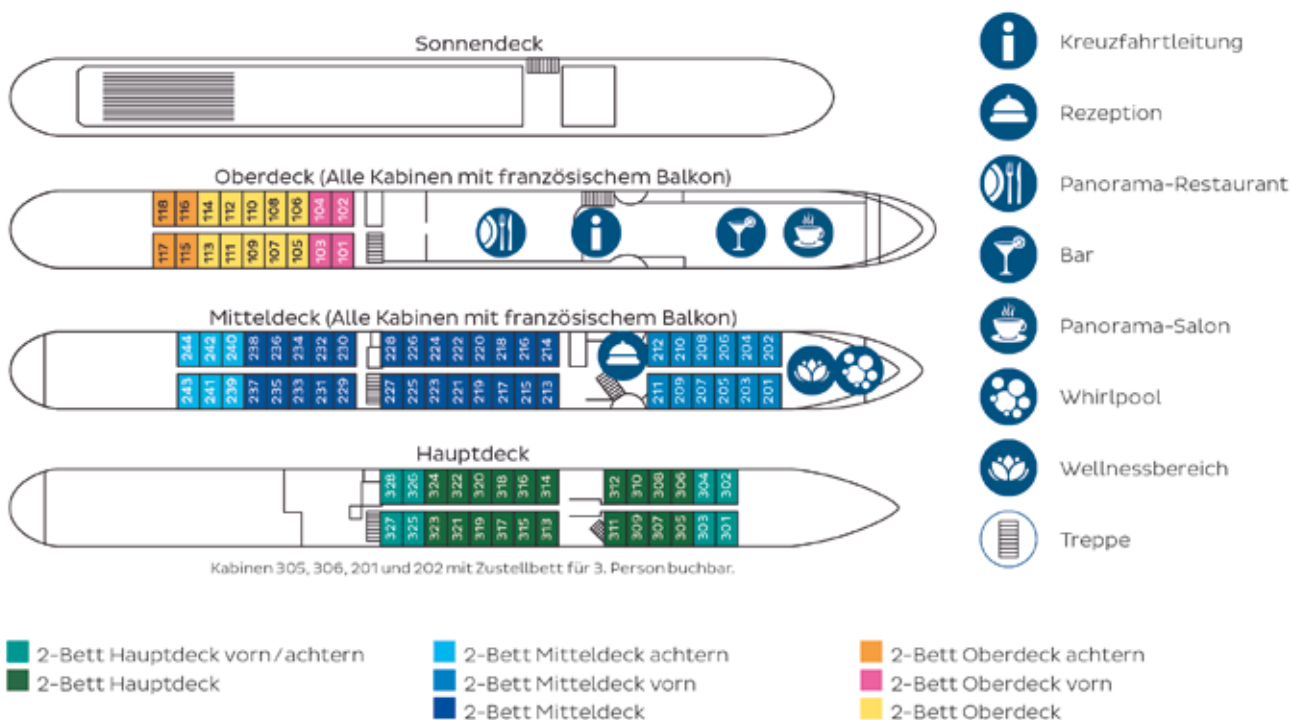 Sonnendeck
Oberdeck (Alle Kabinen mit französischem Balkon)
118 116 114 112 110 108 106 104 102
117 115 113 111 109 107 105 103 101
Mitteldeck (Alle Kabinen mit französischem Balkon)
244 242 240 238 236 234 232 230 228 226 224 222 220 218 216 214 212 210 208 206 204 202
243 241 239 237 235 233 231 229 227 225 223 221 219 217 215 213 211 209 207 205 203 201
Hauptdeck
328 326 324 322 320 318 316 314 312 310 308 306 304 302
327 325 323 321 319 317 315 313 311 309 307 305 303 301
Kabinen 305, 306, 201 und 202 mit Zustellbett für 3. Person buchbar.
Kreuzfahrtleitung
Rezeption
Panorama-Restaurant
Bar
Panorama-Salon
Whirlpool
Wellnessbereich
Treppe
2-Bett Hauptdeck vorn/achtern
2-Bett Hauptdeck
2-Bett Mitteldeck achtern
2-Bett Mitteldeck vorn
2-Bett Mitteldeck
2-Bett Oberdeck achtern
2-Bett Oberdeck vorn
2-Bett Oberdeck